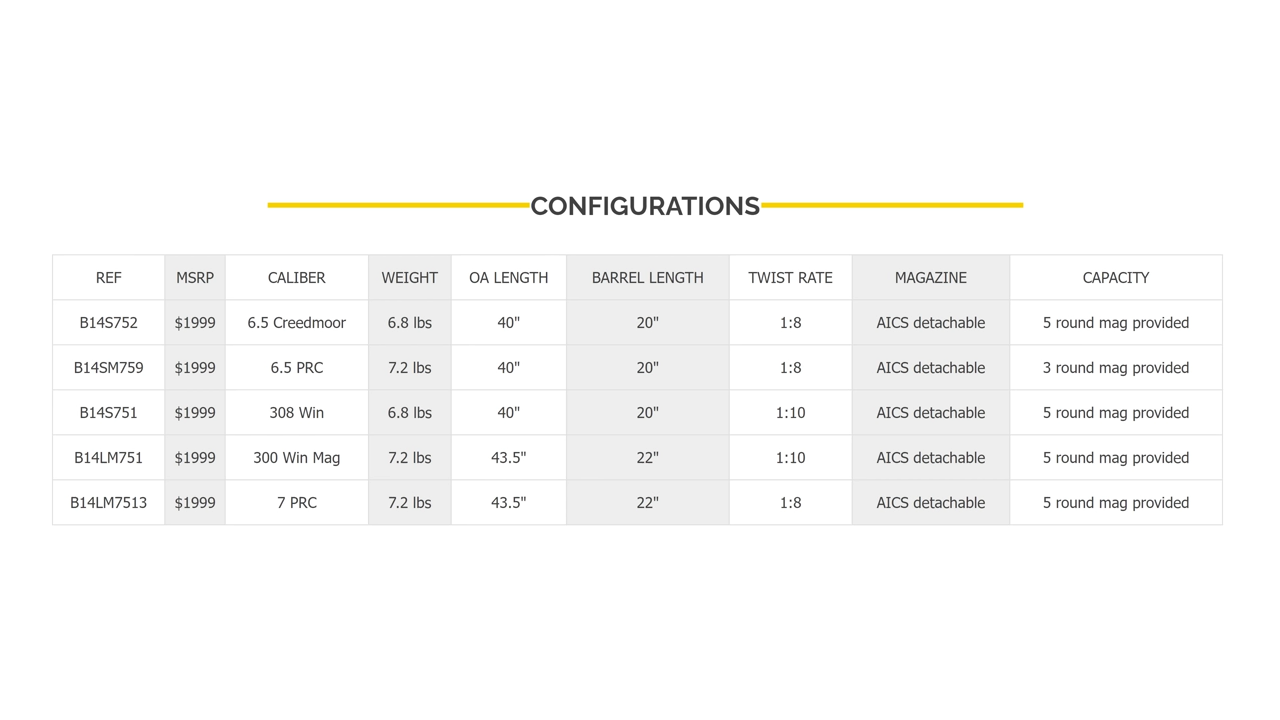 CONFIGURATIONS
REF MSRP CALIBER WEIGHT OA LENGTH BARREL LENGTH TWIST RATE MAGAZINE CAPACITY
B14S752 $1999 6.5 Creedmoor 6.8 lbs 40" 20" 1:8 AICS detachable 5 round mag provided
B14SM759 $1999 6.5 PRC 7.2 lbs 40" 20" 1:8 AICS detachable 3 round mag provided
B14S751 $1999 308 Win 6.8 lbs 40" 20" 1:10 AICS detachable 5 round mag provided
B14LM751 $1999 300 Win Mag 7.2 lbs 43.5" 22" 1:10 AICS detachable 5 round mag provided
B14LM7513 $1999 7 PRC 7.2 lbs 43.5" 22" 1:8 AICS detachable 5 round mag provided